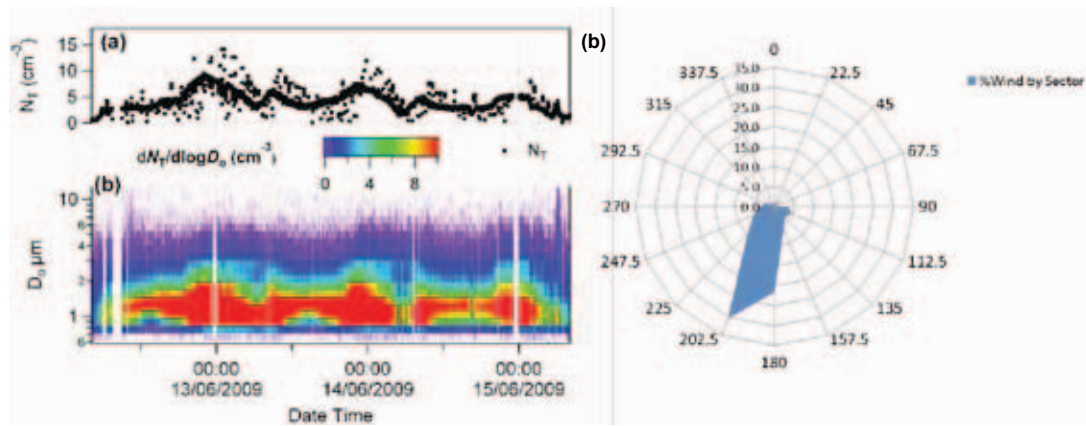 (a)
N_T (cm⁻³)
15
10
5
0
dN_T/dlogD_o (cm⁻³)
0 4 8
N_T
(b)
D_o µm
10
6
4
2
1
6
00:00 00:00 00:00
13/06/2009 14/06/2009 15/06/2009
Date Time
(b)
%Wind by Sector
0
22.5
45
67.5
90
112.5
135
157.5
180
202.5
225
247.5
270
292.5
315
337.5
35.0
30.0
25.0
20.0
15.0
10.0
5.0
0.0